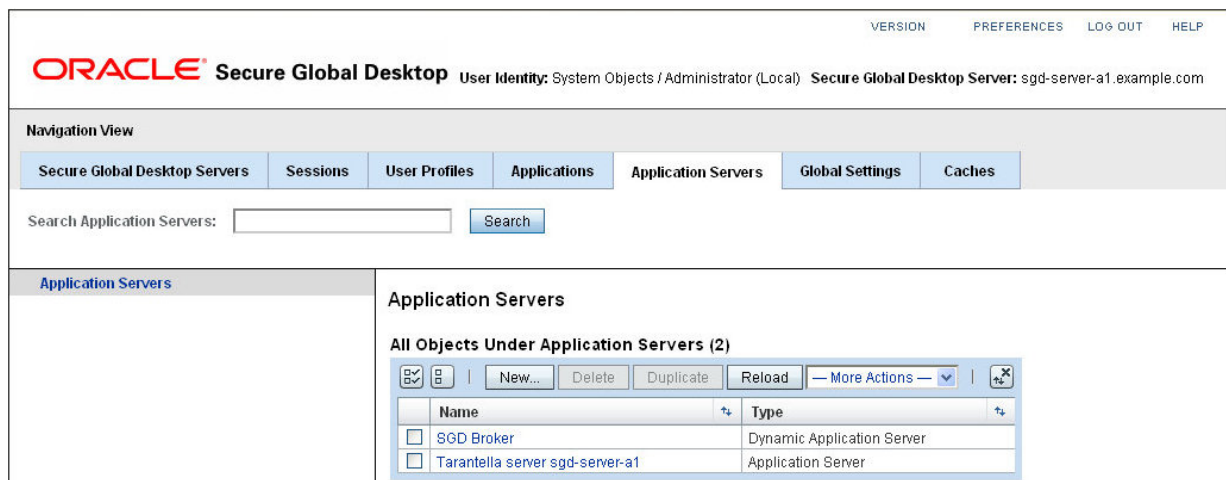 VERSION PREFERENCES LOG OUT HELP
ORACLE® Secure Global Desktop User Identity: System Objects / Administrator (Local) Secure Global Desktop Server: sgd-server-a1.example.com
Navigation View
Secure Global Desktop Servers Sessions User Profiles Applications Application Servers Global Settings Caches
Search Application Servers: Search
Application Servers
Application Servers
All Objects Under Application Servers (2)
New... Delete Duplicate Reload — More Actions —
Name Type
SGD Broker Dynamic Application Server
Tarantella server sgd-server-a1 Application Server